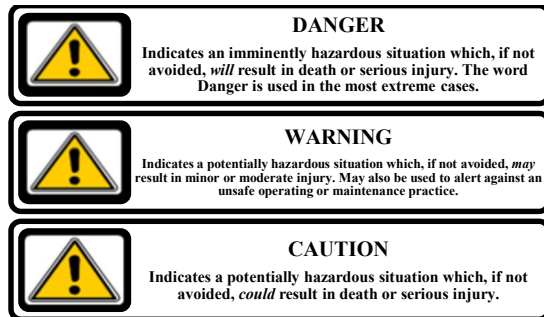 DANGER
Indicates an imminently hazardous situation which, if not
avoided, will result in death or serious injury. The word
Danger is used in the most extreme cases.
WARNING
Indicates a potentially hazardous situation which, if not avoided, may
result in minor or moderate injury. May also be used to alert against an
unsafe operating or maintenance practice.
CAUTION
Indicates a potentially hazardous situation which, if not
avoided, could result in death or serious injury.